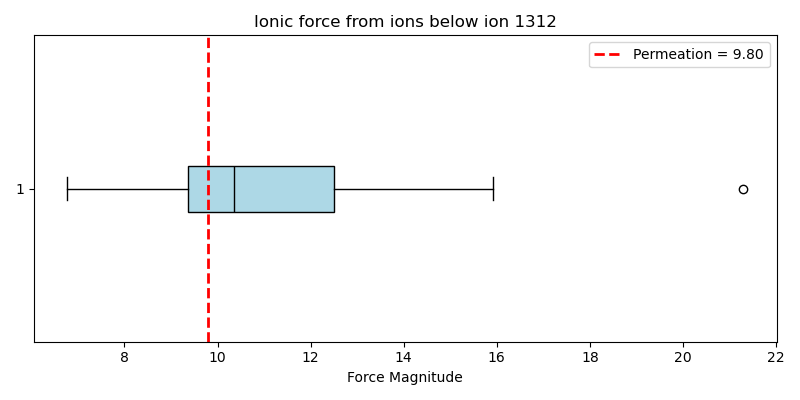 Ionic force from ions below ion 1312
Permeation = 9.80
1
8 10 12 14 16 18 20 22
Force Magnitude